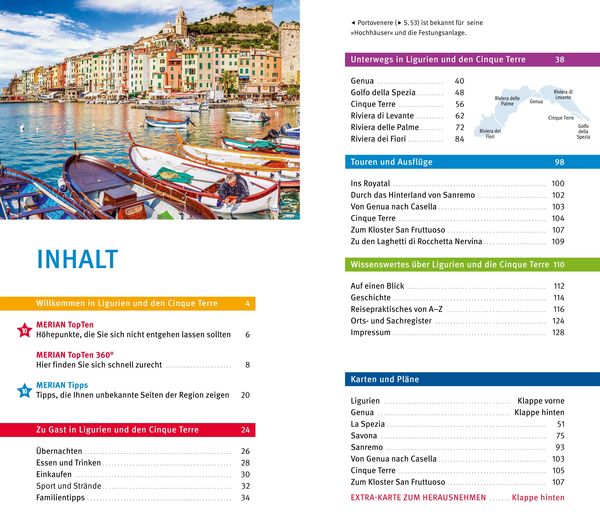 INHALT
Willkommen in Ligurien und den Cinque Terre 4
10 MERIAN TopTen
Höhepunkte, die Sie sich nicht entgehen lassen sollten 6
MERIAN TopTen 360°
Hier finden Sie sich schnell zurecht ........ 8
10 MERIAN Tipps
Tipps, die Ihnen unbekannte Seiten der Region zeigen 20
Zu Gast in Ligurien und den Cinque Terre 24
Übernachten ........ 26
Essen und Trinken ........ 28
Einkaufen ........ 30
Sport und Strände ........ 32
Familientipps ........ 34
◄ Portovenere (► S. 53) ist bekannt für seine
»Hochhäuser« und die Festungsanlage.
Unterwegs in Ligurien und den Cinque Terre 38
Genua ........ 40
Golfo della Spezia ........ 48
Cinque Terre ........ 56
Riviera di Levante ........ 62
Riviera delle Palme ........ 72
Riviera dei Fiori ........ 84
Riviera di
Levante
Riviera delle
Palme
Genua
Cinque Terre
Riviera dei
Fiori
Golfo
della
Spezia
Touren und Ausflüge 98
Ins Royatal ........ 100
Durch das Hinterland von Sanremo ........ 102
Von Genua nach Casella ........ 103
Cinque Terre ........ 104
Zum Kloster San Fruttuoso ........ 107
Zu den Laghetti di Rocchetta Nervina ........ 109
Wissenswertes über Ligurien und die Cinque Terre 110
Auf einen Blick ........ 112
Geschichte ........ 114
Reisepraktisches von A–Z ........ 116
Orts- und Sachregister ........ 124
Impressum ........ 128
Karten und Pläne
Ligurien ........ Klappe vorne
Genua ........ Klappe hinten
La Spezia ........ 51
Savona ........ 75
Sanremo ........ 93
Von Genua nach Casella ........ 103
Cinque Terre ........ 105
Zum Kloster San Fruttuoso ........ 107
EXTRA-KARTE ZUM HERAUSNEHMEN ........ Klappe hinten